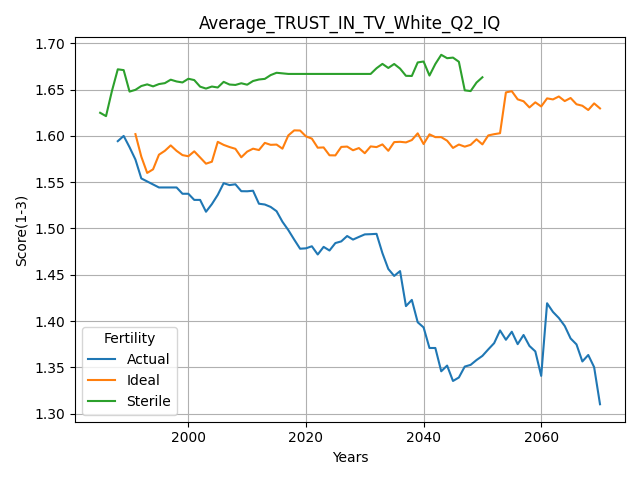 Average_TRUST_IN_TV_White_Q2_IQ
Score(1-3)
1.70
1.65
1.60
1.55
1.50
1.45
1.40
1.35
1.30
Fertility
Actual
Ideal
Sterile
2000 2020 2040 2060
Years